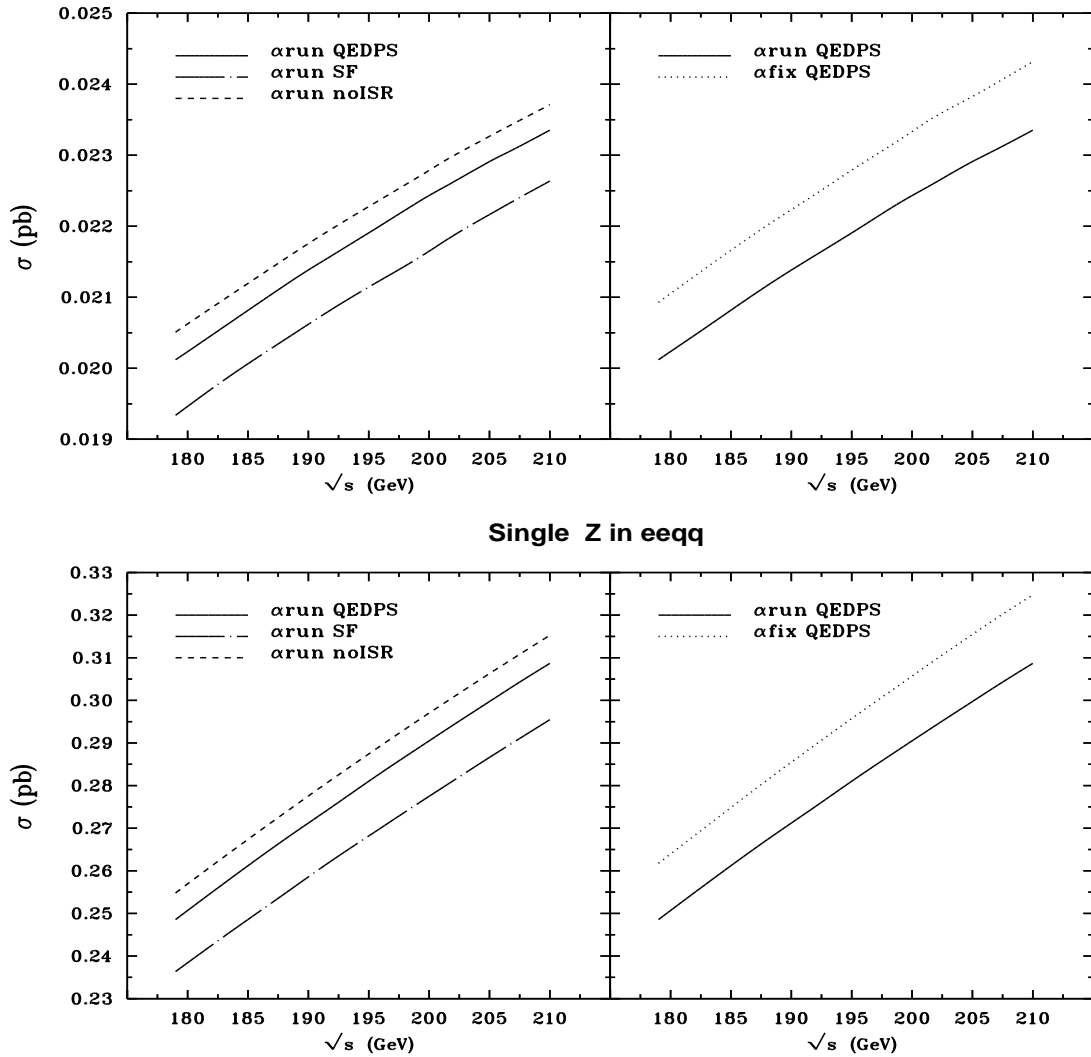 0.025
0.024
0.023
0.022
0.021
0.020
0.019
σ (pb)
αrun QEDPS
αrun SF
αrun noISR
180 185 190 195 200 205 210
√s (GeV)
αrun QEDPS
αfix QEDPS
180 185 190 195 200 205 210
√s (GeV)
Single Z in eeqq
0.33
0.32
0.31
0.30
0.29
0.28
0.27
0.26
0.25
0.24
0.23
σ (pb)
αrun QEDPS
αrun SF
αrun noISR
180 185 190 195 200 205 210
√s (GeV)
αrun QEDPS
αfix QEDPS
180 185 190 195 200 205 210
√s (GeV)